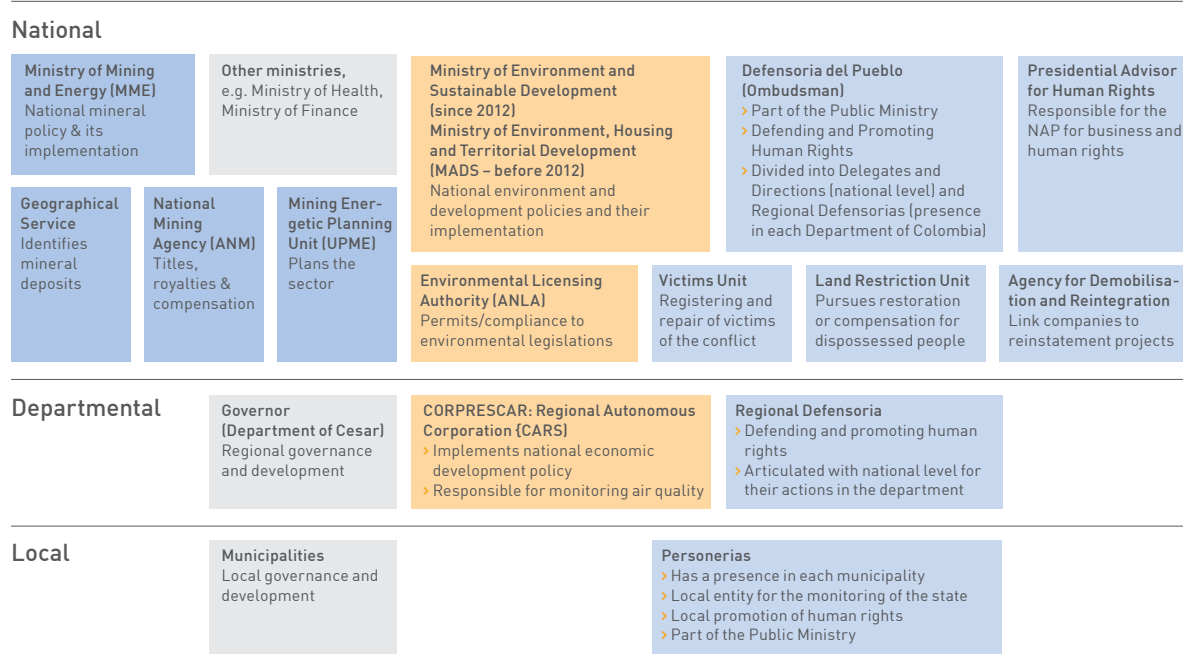 National
Ministry of Mining
and Energy (MME)
National mineral
policy & its
implementation
Other ministries,
e.g. Ministry of Health,
Ministry of Finance
Ministry of Environment and
Sustainable Development
(since 2012)
Ministry of Environment, Housing
and Territorial Development
(MADS – before 2012)
National environment and
development policies and their
implementation
Defensoria del Pueblo
(Ombudsman)
> Part of the Public Ministry
> Defending and Promoting
Human Rights
> Divided into Delegates and
Directions (national level) and
Regional Defensorias (presence
in each Department of Colombia)
Presidential Advisor
for Human Rights
Responsible for the
NAP for business and
human rights
Geographical
Service
Identifies
mineral
deposits
National
Mining
Agency (ANM)
Titles,
royalties &
compensation
Mining Ener-
getic Planning
Unit (UPME)
Plans the
sector
Environmental Licensing
Authority (ANLA)
Permits/compliance to
environmental legislations
Victims Unit
Registering and
repair of victims
of the conflict
Land Restriction Unit
Pursues restoration
or compensation for
dispossessed people
Agency for Demobilisa-
tion and Reintegration
Link companies to
reinstatement projects
Departmental
Governor
(Department of Cesar)
Regional governance
and development
CORPRESCAR: Regional Autonomous
Corporation {CARS)
> Implements national economic
development policy
> Responsible for monitoring air quality
Regional Defensoria
> Defending and promoting human
rights
> Articulated with national level for
their actions in the department
Local
Municipalities
Local governance and
development
Personerias
> Has a presence in each municipality
> Local entity for the monitoring of the state
> Local promotion of human rights
> Part of the Public Ministry